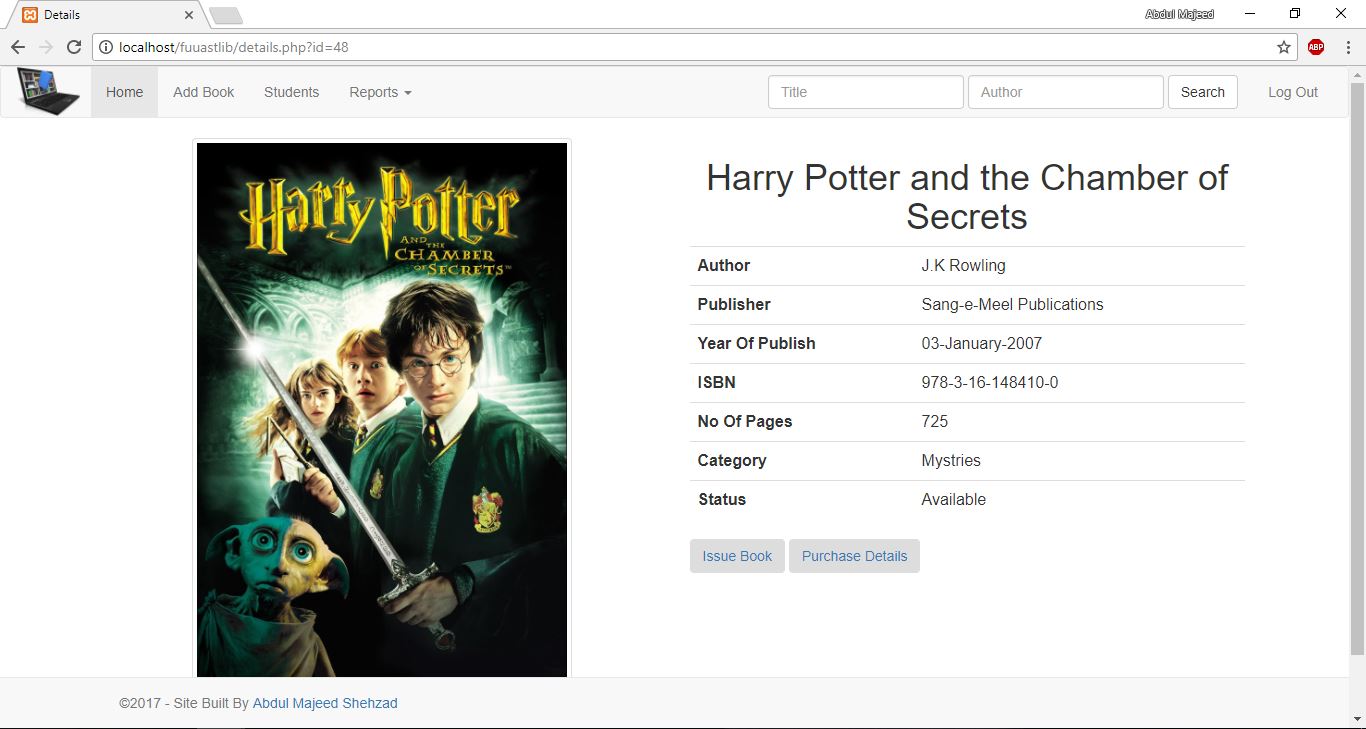 Details
Abdul Majeed
localhost/fuuastlib/details.php?id=48
ABP
Home Add Book Students Reports Title Author Search Log Out
Harry Potter
AND THE
CHAMBER
OF SECRETS™
Harry Potter and the Chamber of
Secrets
Author J.K Rowling
Publisher Sang-e-Meel Publications
Year Of Publish 03-January-2007
ISBN 978-3-16-148410-0
No Of Pages 725
Category Mystries
Status Available
Issue Book Purchase Details
©2017 - Site Built By Abdul Majeed Shehzad